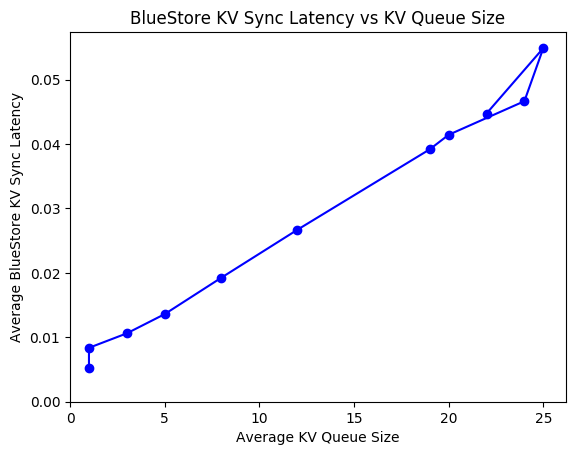 BlueStore KV Sync Latency vs KV Queue Size
Average BlueStore KV Sync Latency
0.05
0.04
0.03
0.02
0.01
0.00
0 5 10 15 20 25
Average KV Queue Size